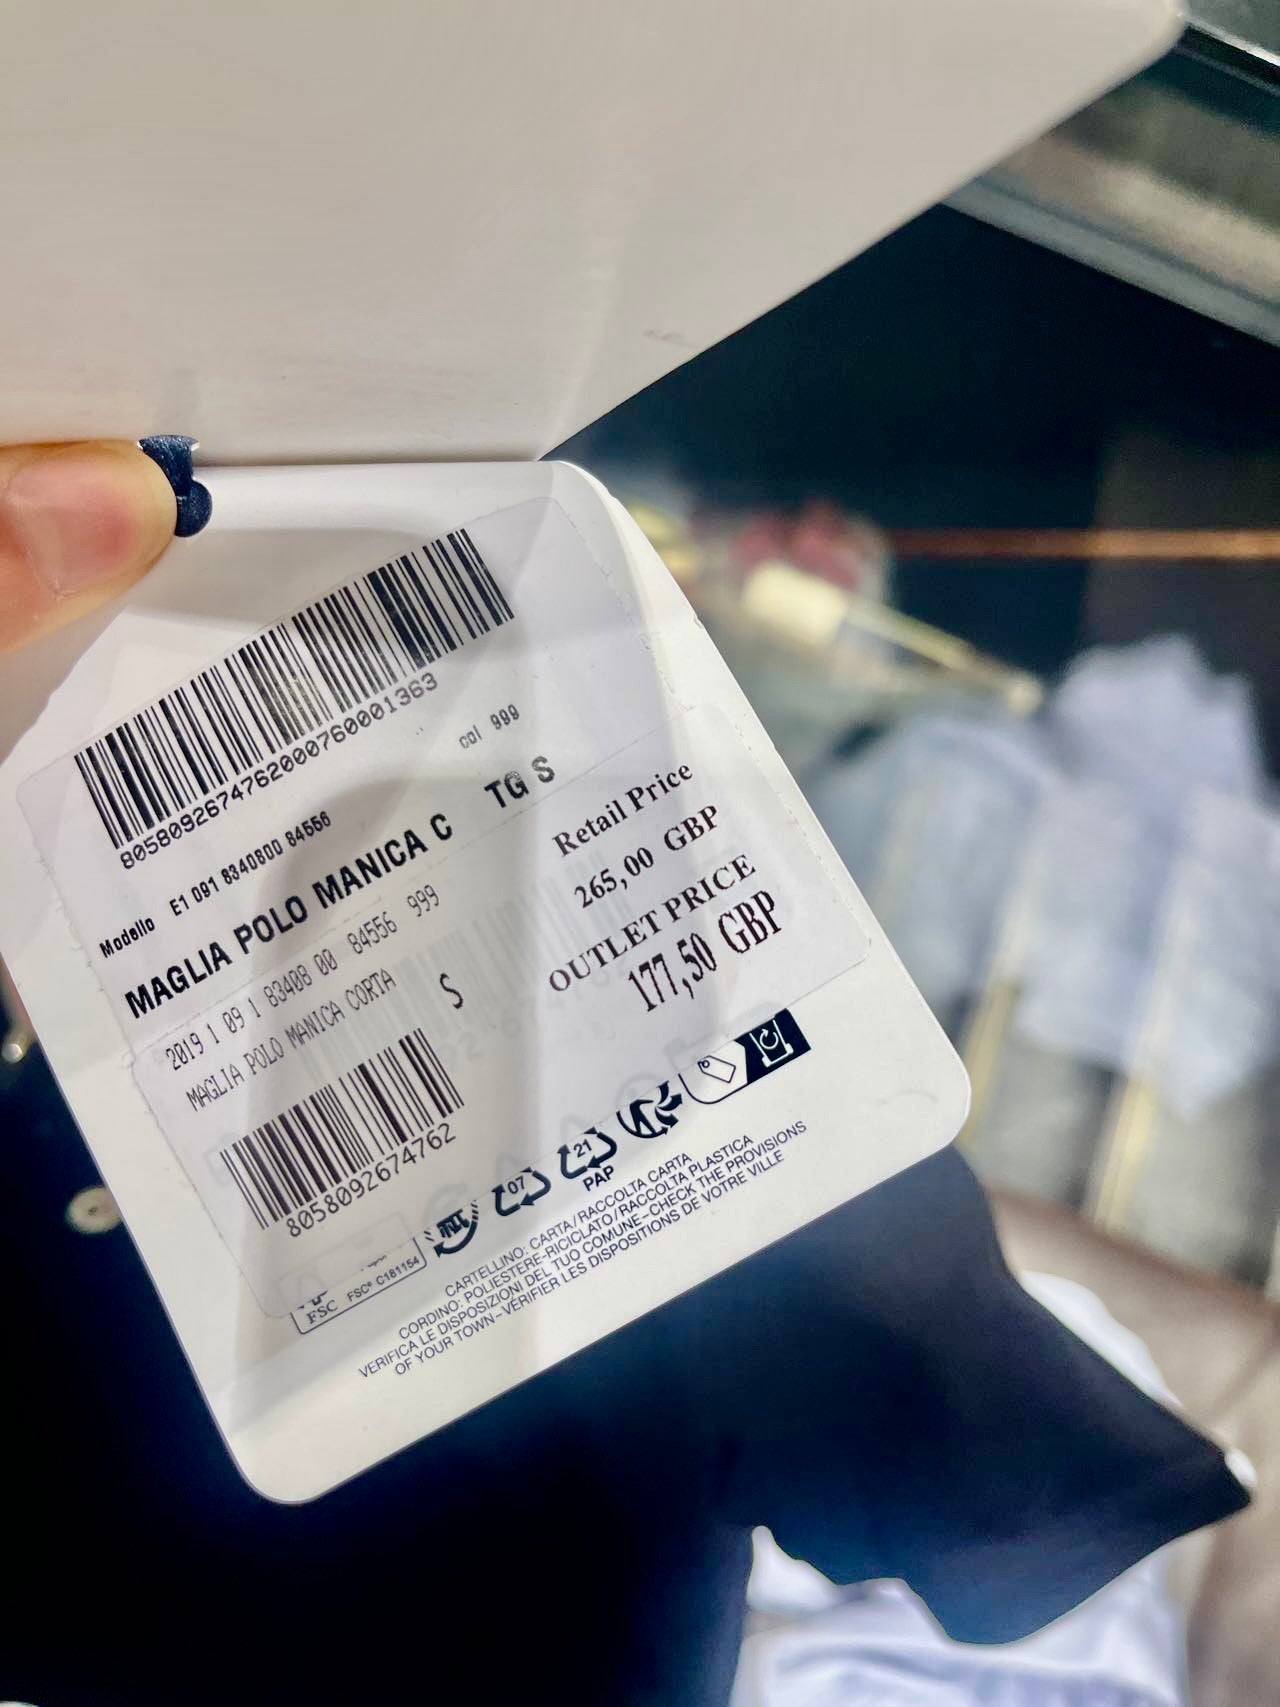 8058092674762000760001363
col 999
Modello E1 091 8340800 84556
MAGLIA POLO MANICA C TG S
2019 1 09 1 83408 00 84556 999
MAGLIA POLO MANICA CORTA
S
Retail Price
265,00 GBP
OUTLET PRICE
177,50 GBP
8058092674762
FSC
FSC® C181154
07
21
PAP
CARTELLINO: CARTA/RACCOLTA CARTA
CORDINO: POLIESTERE-RICICLATO/RACCOLTA PLASTICA
VERIFICA LE DISPOSIZIONI DEL TUO COMUNE-CHECK THE PROVISIONS
OF YOUR TOWN-VÉRIFIER LES DISPOSITIONS DE VOTRE VILLE